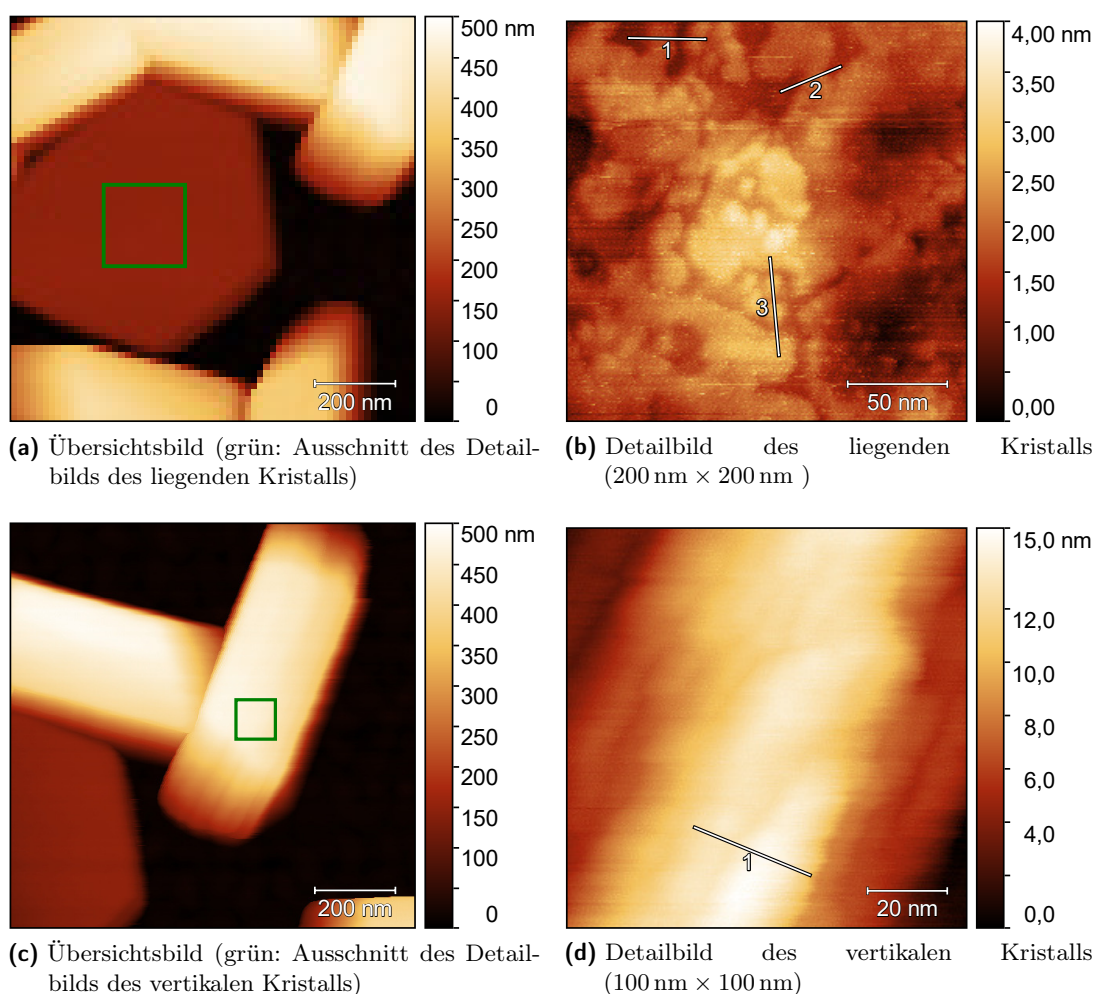 500 nm
450
400
350
300
250
200
150
100
0
200 nm
1
2
3
50 nm
4,00 nm
3,50
3,00
2,50
2,00
1,50
1,00
0,00
(a) Übersichtsbild (grün: Ausschnitt des Detail-
bilds des liegenden Kristalls)
(b) Detailbild des liegenden Kristalls
(200 nm × 200 nm )
500 nm
450
400
350
300
250
200
150
100
0
200 nm
1
20 nm
15,0 nm
12,0
10,0
8,0
6,0
4,0
0,0
(c) Übersichtsbild (grün: Ausschnitt des Detail-
bilds des vertikalen Kristalls)
(d) Detailbild des vertikalen Kristalls
(100 nm × 100 nm)